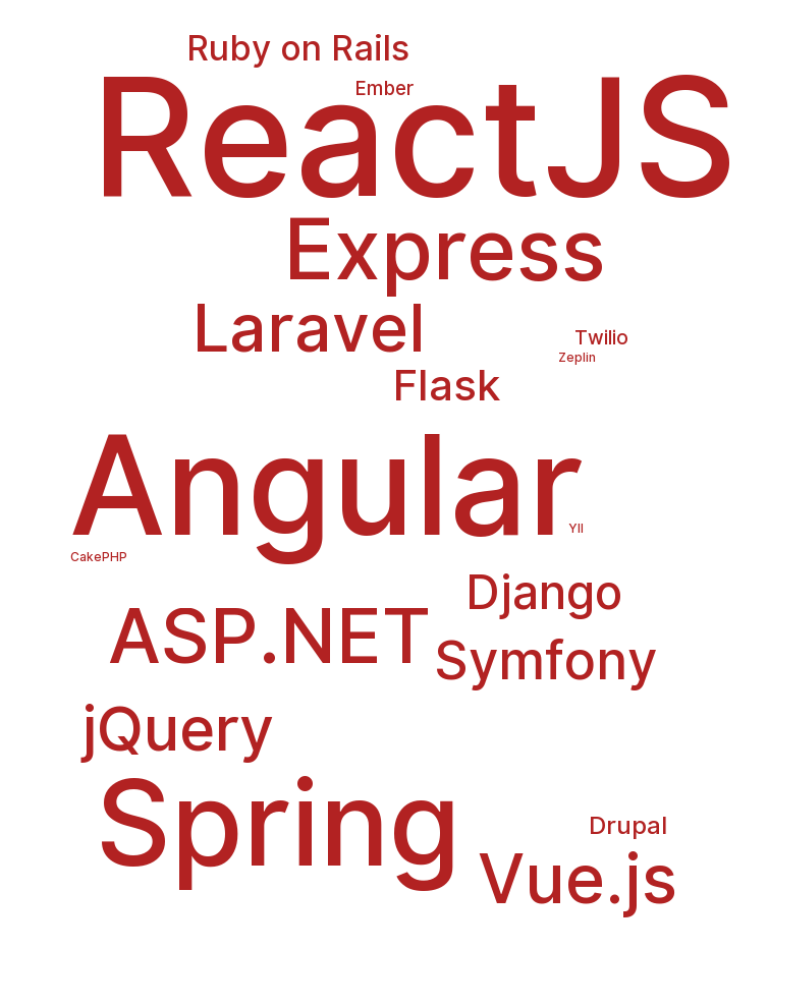 Ruby on Rails
Ember
ReactJS
Express
Laravel
Twilio
Zeplin
Flask
Angular
YII
CakePHP
Django
ASP.NET
Symfony
jQuery
Spring
Drupal
Vue.js